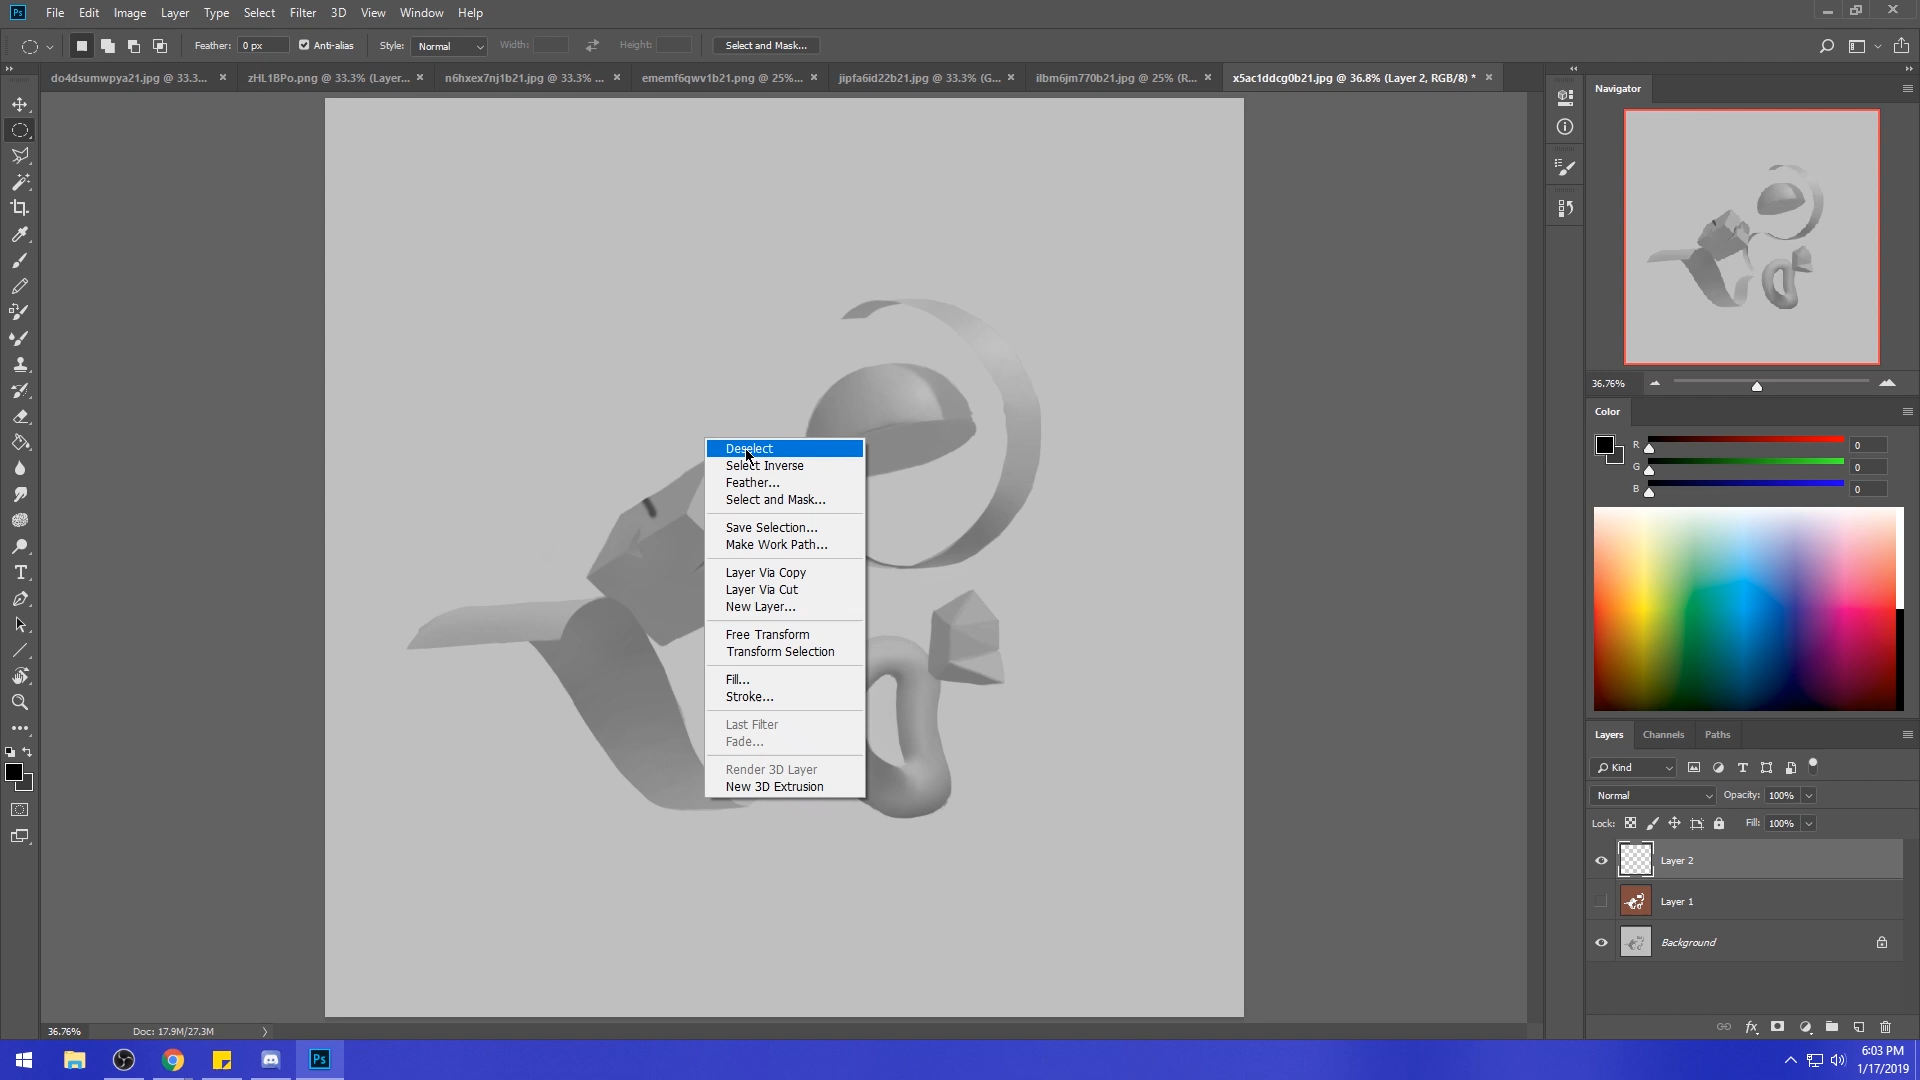 Ps File Edit Image Layer Type Select Filter 3D View Window Help
Feather: 0 px Anti-alias Style: Normal Width: Height: Select and Mask...
do4dsumwpya21.jpg @ 33.3... zHL1BPo.png @ 33.3% (Layer... n6hxex7nj1b21.jpg @ 33.3% ... ememf6qwv1b21.png @ 25%... jipfa6id22b21.jpg @ 33.3% (G... ilbm6jm770b21.jpg @ 25% (R... x5ac1ddcg0b21.jpg @ 36.8% (Layer 2, RGB/8) *
Navigator
36.76%
Color
R 0
G 0
B 0
Deselect
Select Inverse
Feather...
Select and Mask...
Save Selection...
Make Work Path...
Layer Via Copy
Layer Via Cut
New Layer...
Free Transform
Transform Selection
Fill...
Stroke...
Last Filter
Fade...
Render 3D Layer
New 3D Extrusion
Layers Channels Paths
Kind
Normal Opacity: 100%
Lock: Fill: 100%
Layer 2
Layer 1
Background
fx
36.76% Doc: 17.9M/27.3M
Ps
6:03 PM
1/17/2019